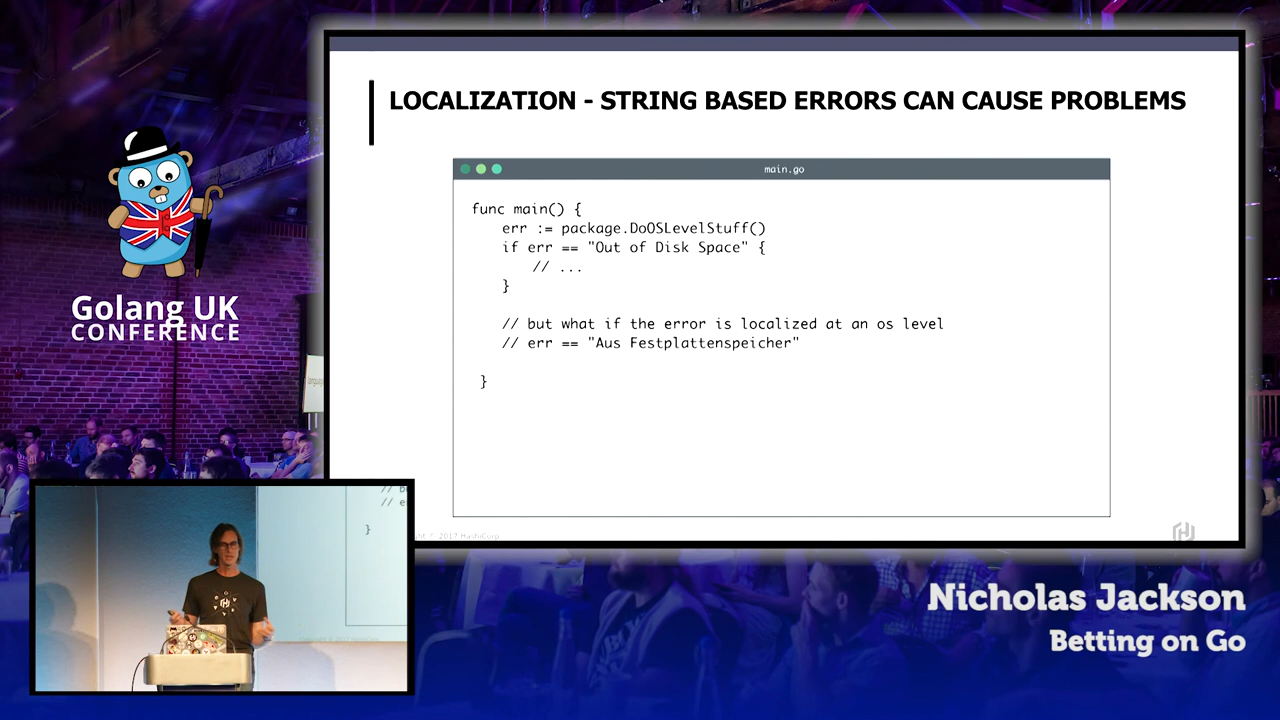 LOCALIZATION - STRING BASED ERRORS CAN CAUSE PROBLEMS
main.go
func main() {
err := package.DoOSLevelStuff()
if err == "Out of Disk Space" {
// ...
}
// but what if the error is localized at an os level
// err == "Aus Festplattenspeicher"
}
Golang UK
CONFERENCE
// b
// e
}
© 2017 HashiCorp
Nicholas Jackson
Betting on Go